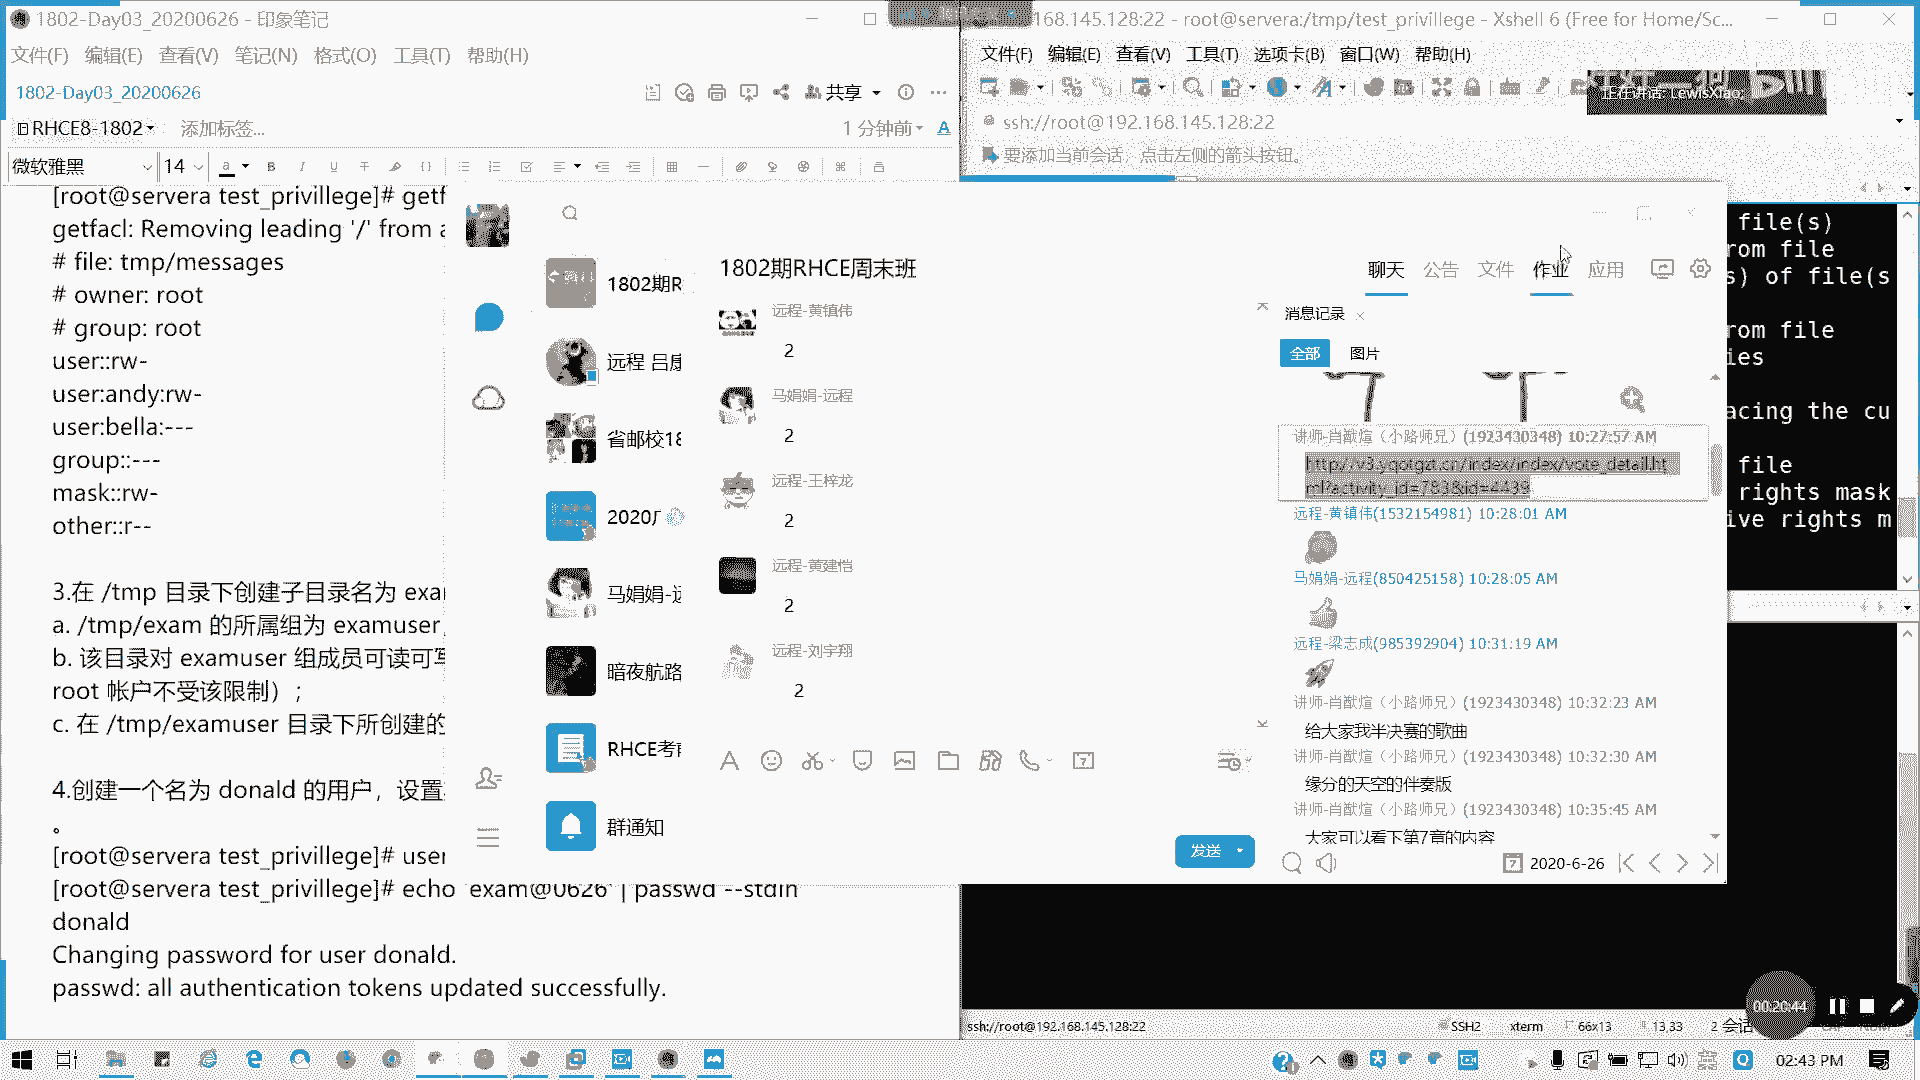 1802-Day03_20200626 - 印象笔记
文件(F) 编辑(E) 查看(V) 笔记(N) 格式(O) 工具(T) 帮助(H)
1802-Day03_20200626
共享
RHCE8-1802
添加标签...
1 分钟前
微软雅黑
14
[root@servera test_privillege]# getf
getfacl: Removing leading '/' from a
# file: tmp/messages
# owner: root
# group: root
user::rw-
user:andy:rw-
user:bella:---
group::---
mask::rw-
other::r--
3.在 /tmp 目录下创建子目录名为 exa
a. /tmp/exam 的所属组为 examuser
b. 该目录对 examuser 组成员可读可写
root 帐户不受该限制）;
c. 在 /tmp/examuser 目录下所创建的
4.创建一个名为 donald 的用户，设置
。
[root@servera test_privillege]# user
[root@servera test_privillege]# echo 'exam@0626' | passwd --stdin
donald
Changing password for user donald.
passwd: all authentication tokens updated successfully.
168.145.128:22 - root@servera:/tmp/test_privillege - Xshell 6 (Free for Home/Sc...
文件(F) 编辑(E) 查看(V) 工具(T) 选项卡(B) 窗口(W) 帮助(H)
正在讲话: LewisXiao;
ssh://root@192.168.145.128:22
要添加当前会话，点击左侧的箭头按钮。
file(s)
rom file
s) of file(s
rom file
ies
acing the cu
file
rights mask
ive rights m
1802期R
远程 吕
省邮校18
2020广
马娟娟-远
暗夜航路
RHCE考前
群通知
1802期RHCE周末班
聊天 公告 文件 作业 应用
远程-黄镇伟
2
马娟娟-远程
2
远程-王梓龙
2
远程-黄建恺
2
远程-刘宇翔
2
发送
消息记录
全部 图片
讲师-肖猷煊（小路师兄）(1923430348) 10:27:57 AM
http://v3.yqotgzt.cn/index/index/vote_detail.ht
ml?activity_id=783&id=4439
远程-黄镇伟(1532154981) 10:28:01 AM
马娟娟-远程(850425158) 10:28:05 AM
远程-梁志成(985392904) 10:31:19 AM
讲师-肖猷煊（小路师兄）(1923430348) 10:32:23 AM
给大家我半决赛的歌曲
讲师-肖猷煊（小路师兄）(1923430348) 10:32:30 AM
缘分的天空的伴奏版
讲师-肖猷煊（小路师兄）(1923430348) 10:35:45 AM
大家可以看下第7章的内容
2020-6-26
00:20:44
ssh://root@192.168.145.128:22
SSH2 xterm 66x13 13,33 2 会话
02:43 PM